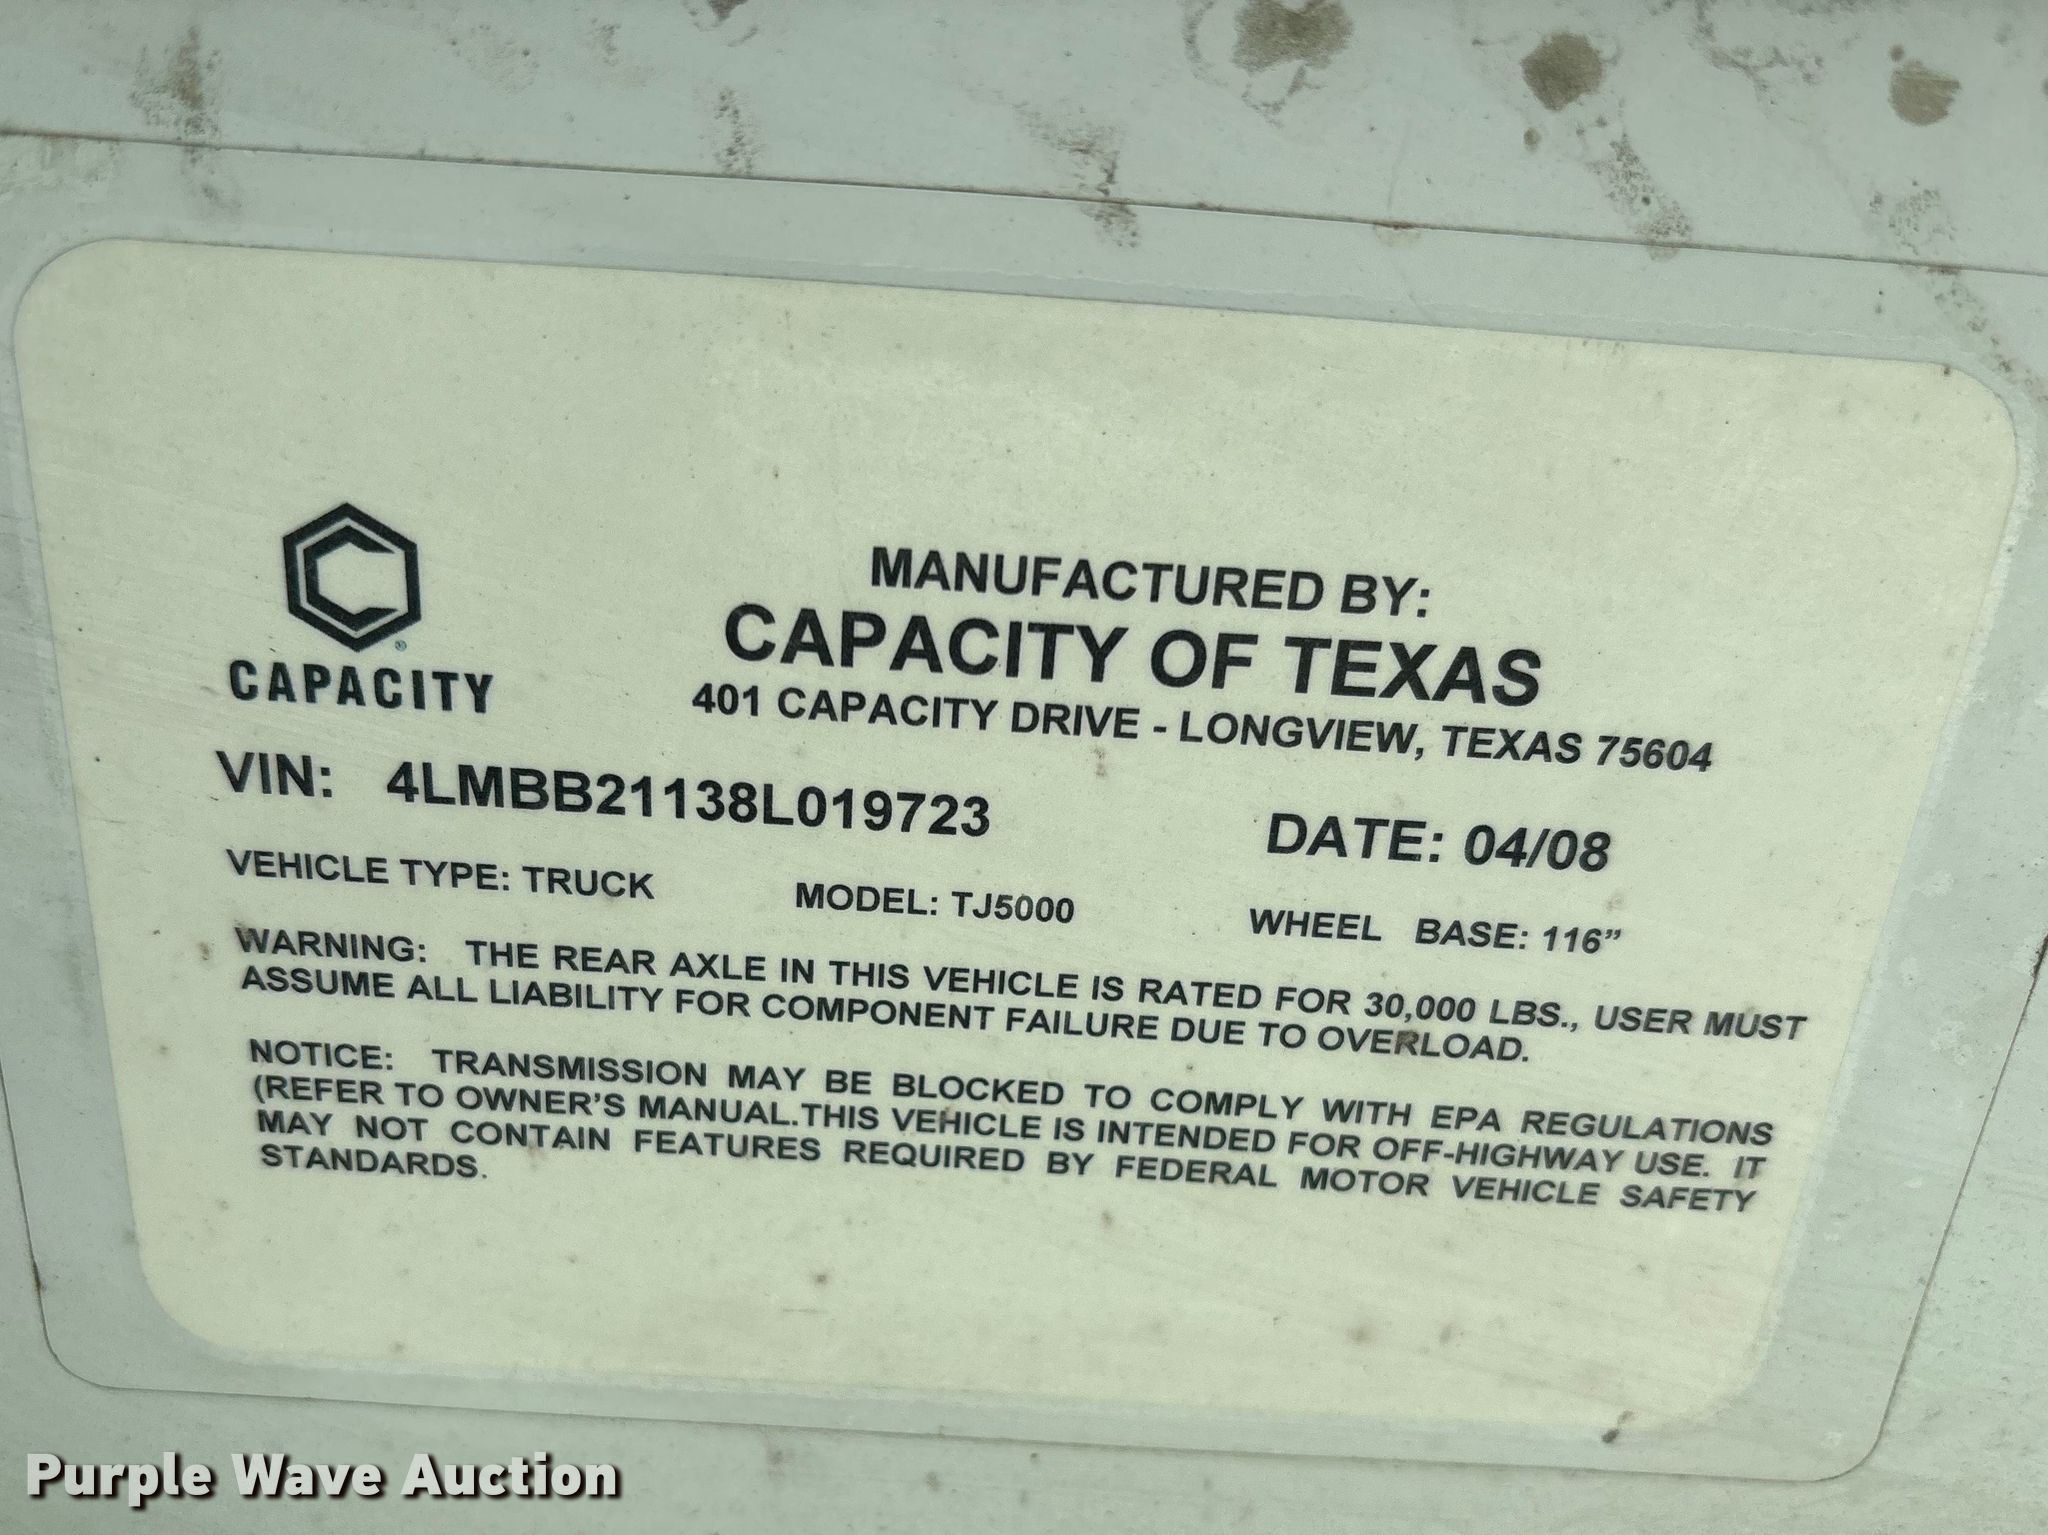 MANUFACTURED BY:
CAPACITY OF TEXAS
401 CAPACITY DRIVE - LONGVIEW, TEXAS 75604
CAPACITY
VIN: 4LMBB21138L019723
DATE: 04/08
VEHICLE TYPE: TRUCK MODEL: TJ5000 WHEEL BASE: 116"
WARNING: THE REAR AXLE IN THIS VEHICLE IS RATED FOR 30,000 LBS., USER MUST
ASSUME ALL LIABILITY FOR COMPONENT FAILURE DUE TO OVERLOAD.
NOTICE: TRANSMISSION MAY BE BLOCKED TO COMPLY WITH EPA REGULATIONS
(REFER TO OWNER'S MANUAL.THIS VEHICLE IS INTENDED FOR OFF-HIGHWAY USE. IT
MAY NOT CONTAIN FEATURES REQUIRED BY FEDERAL MOTOR VEHICLE SAFETY
STANDARDS.
Purple Wave Auction